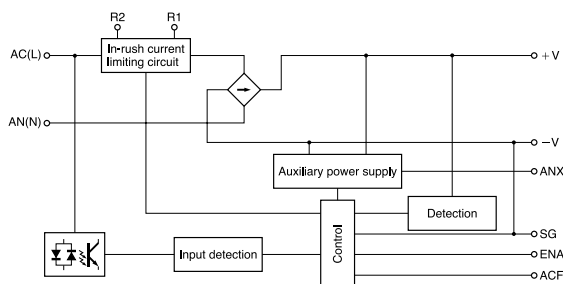 R2
R1
AC(L)
In-rush current
limiting circuit
+V
AN(N)
−V
Auxiliary power supply
ANX
Control
Detection
SG
Input detection
ENA
ACF